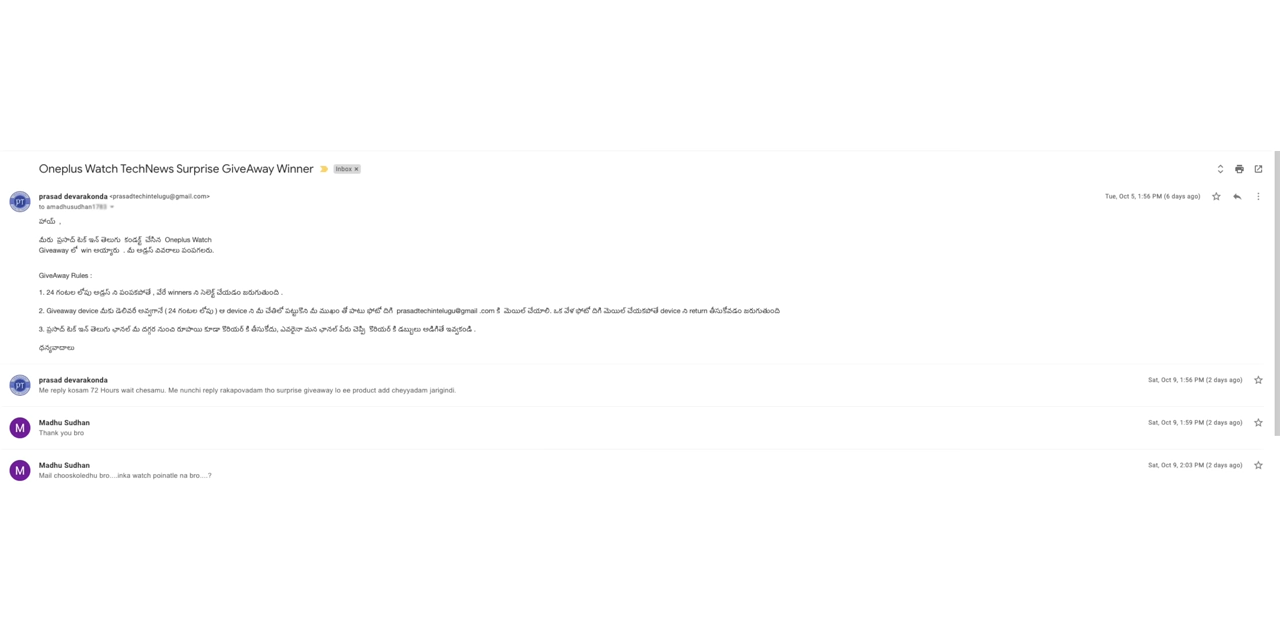 Oneplus Watch TechNews Surprise GiveAway Winner
Inbox ×
PT
prasad devarakonda <prasadtechintelugu@gmail.com>
Tue, Oct 5, 1:56 PM (6 days ago)
to
హాయ్ ,
మీరు ప్రసాద్ టెక్ ఇన్ తెలుగు కండక్ట్ చేసిన Oneplus Watch
Giveaway లో win అయ్యారు . మీ అడ్రస్ వివరాలు పంపగలరు.
GiveAway Rules :
1. 24 గంటల లోపు అడ్రస్ ని పంపకపోతే , వేరే winners ని సెలెక్ట్ చేయడం జరుగుతుంది .
2. Giveaway device మీకు డెలివరీ అవ్వగానే ( 24 గంటల లోపు ) ఆ device ని మీ చేతిలో పట్టుకొని మీ ముఖం తో పాటు ఫోటో దిగి prasadtechintelugu@gmail .com కి మెయిల్ చేయాలి. ఒక వేళ ఫోటో దిగి మెయిల్ చేయకపోతే device ని return తీసుకోవడం జరుగుతుంది
3. ప్రసాద్ టెక్ ఇన్ తెలుగు ఛానల్ మీ దగ్గర నుంచి రూపాయి కూడా కొరియర్ కి తీసుకోదు, ఎవరైనా మన ఛానల్ పేరు చెప్పి కొరియర్ కి డబ్బులు అడిగితే ఇవ్వకండి .
ధన్యవాదాలు
PT
prasad devarakonda
Sat, Oct 9, 1:56 PM (2 days ago)
Me reply kosam 72 Hours wait chesamu. Me nunchi reply rakapovadam tho surprise giveaway lo ee product add cheyyadam jarigindi.
M
Madhu Sudhan
Sat, Oct 9, 1:59 PM (2 days ago)
Thank you bro
M
Madhu Sudhan
Sat, Oct 9, 2:03 PM (2 days ago)
Mail chooskoledhu bro....inka watch poinatle na bro....?